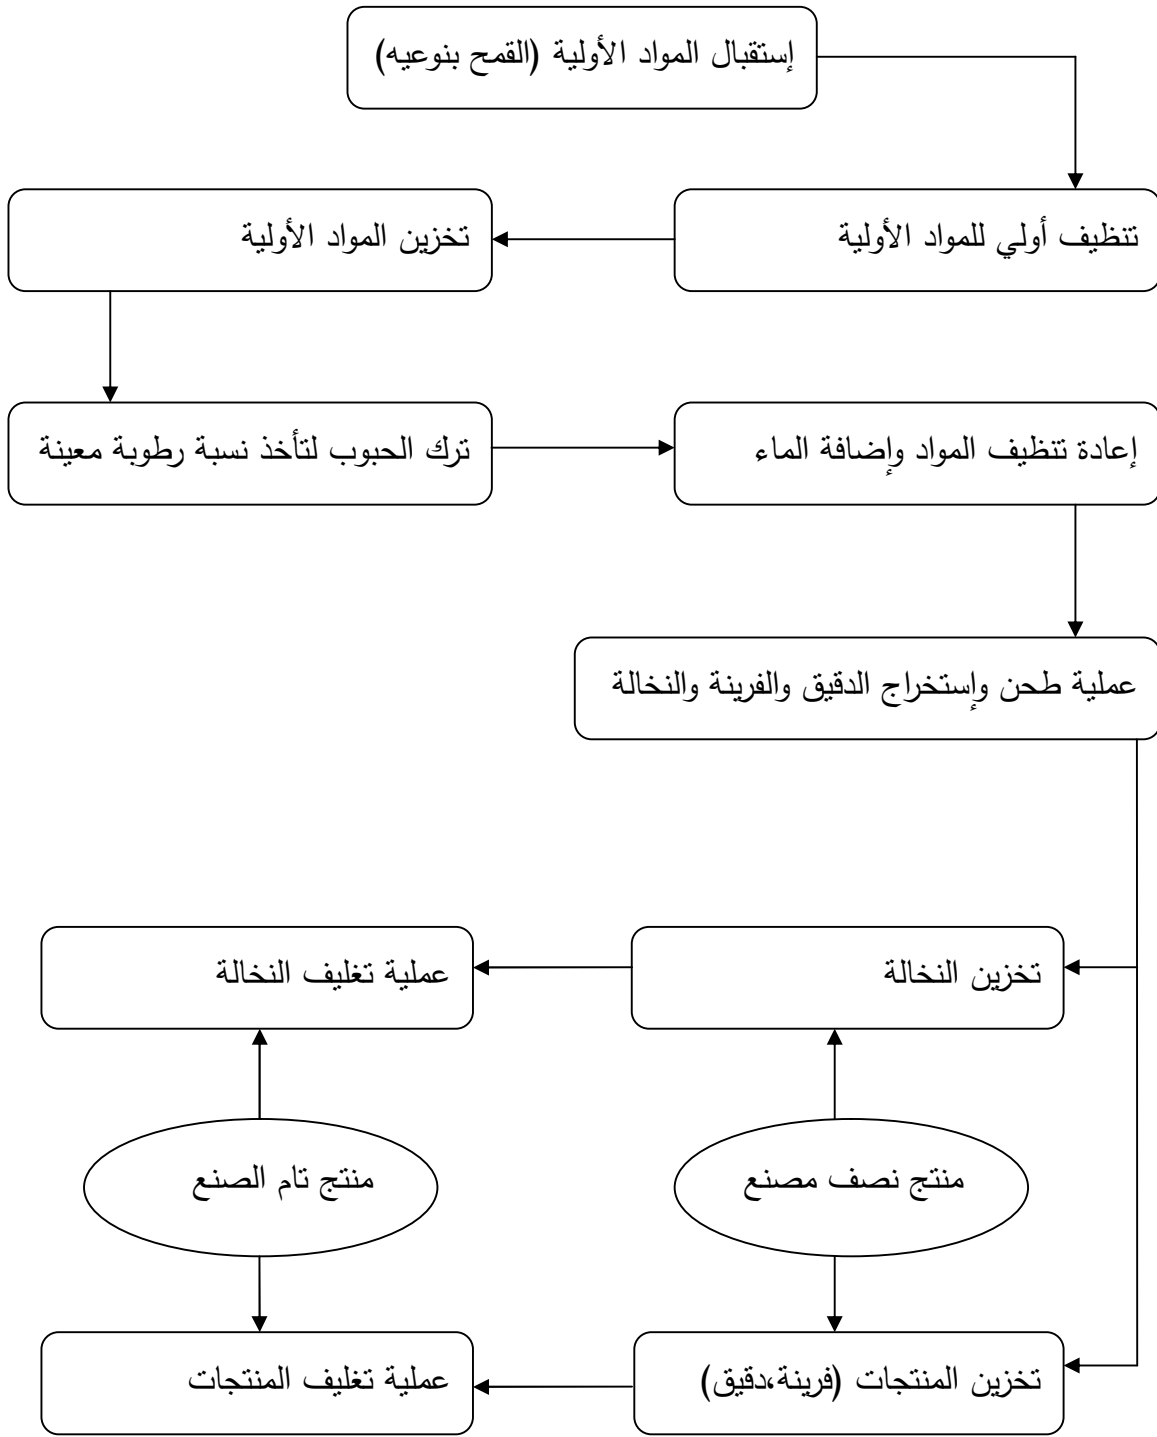 إستقبال المواد الأولية (القمح بنوعيه)
تنظيف أولي للمواد الأولية
تخزين المواد الأولية
ترك الحبوب لتأخذ نسبة رطوبة معينة
إعادة تنظيف المواد وإضافة الماء
عملية طحن وإستخراج الدقيق والفرينة والنخالة
تخزين النخالة
عملية تغليف النخالة
منتج نصف مصنع
منتج تام الصنع
تخزين المنتجات (فرينة،دقيق)
عملية تغليف المنتجات